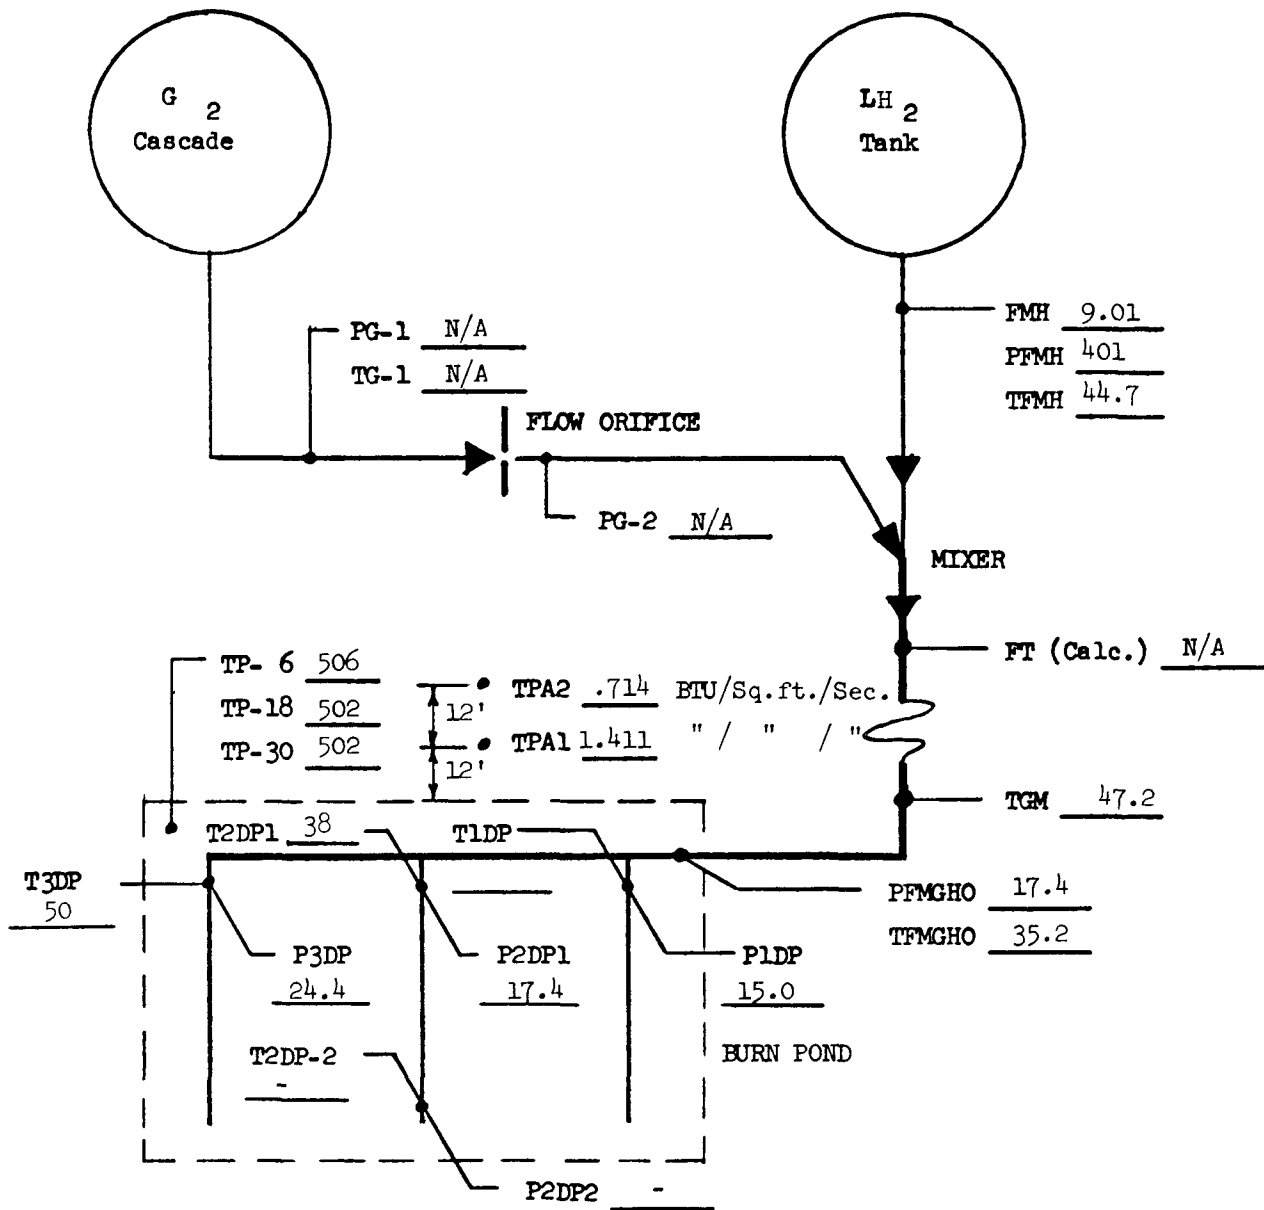 G 2
Cascade
LH 2
Tank
PG-1 N/A
TG-1 N/A
FLOW ORIFICE
PG-2 N/A
FMH 9.01
PFMH 401
TFMH 44.7
MIXER
FT (Calc.) N/A
TP- 6 506
TP-18 502
TP-30 502
12'
12'
TPA2 .714 BTU/Sq.ft./Sec.
TPA1 1.411 " / " / "
TGM 47.2
T2DP1 38
T1DP
T3DP
50
PFMGHO 17.4
TFMGHO 35.2
P3DP
24.4
P2DP1
17.4
P1DP
15.0
T2DP-2
-
BURN POND
P2DP2 -